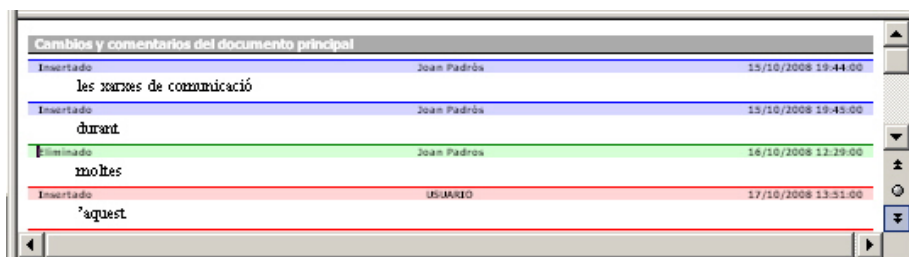 Cambios y comentarios del documento principal
Insertado Joan Padròs 15/10/2008 19:44:00
les xarxes de comunicació
Insertado Joan Padròs 15/10/2008 19:45:00
durant
Eliminado Joan Padros 16/10/2008 12:29:00
moltes
Insertado USUARIO 17/10/2008 13:51:00
’aquest